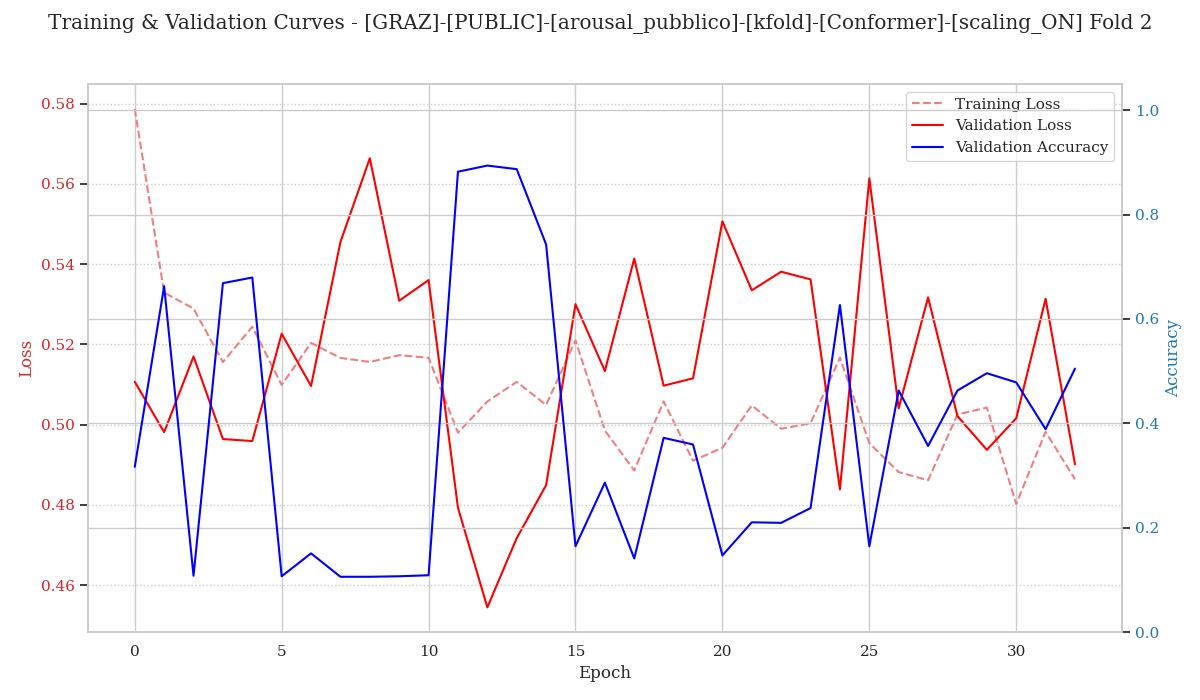 Training & Validation Curves - [GRAZ]-[PUBLIC]-[arousal_pubblico]-[kfold]-[Conformer]-[scaling_ON] Fold 2
Training Loss
Validation Loss
Validation Accuracy
0.58
0.56
0.54
0.52
0.50
0.48
0.46
Loss
1.0
0.8
0.6
0.4
0.2
0.0
Accuracy
0 5 10 15 20 25 30
Epoch